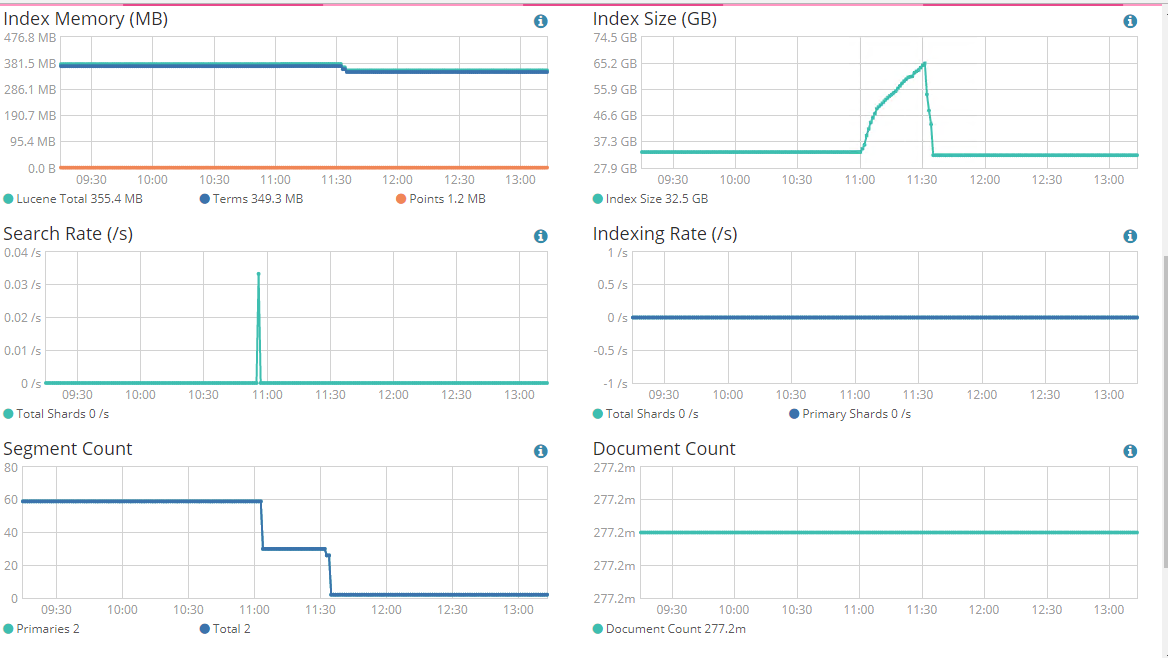 Index Memory (MB)
476.8 MB
381.5 MB
286.1 MB
190.7 MB
95.4 MB
0.0 B
09:30 10:00 10:30 11:00 11:30 12:00 12:30 13:00
Lucene Total 355.4 MB Terms 349.3 MB Points 1.2 MB
Index Size (GB)
74.5 GB
65.2 GB
55.9 GB
46.6 GB
37.3 GB
27.9 GB
09:30 10:00 10:30 11:00 11:30 12:00 12:30 13:00
Index Size 32.5 GB
Search Rate (/s)
0.04 /s
0.03 /s
0.02 /s
0.01 /s
0 /s
09:30 10:00 10:30 11:00 11:30 12:00 12:30 13:00
Total Shards 0 /s
Indexing Rate (/s)
1 /s
0.5 /s
0 /s
-0.5 /s
-1 /s
09:30 10:00 10:30 11:00 11:30 12:00 12:30 13:00
Total Shards 0 /s Primary Shards 0 /s
Segment Count
80
60
40
20
0
09:30 10:00 10:30 11:00 11:30 12:00 12:30 13:00
Primaries 2 Total 2
Document Count
277.2m
277.2m
277.2m
277.2m
277.2m
09:30 10:00 10:30 11:00 11:30 12:00 12:30 13:00
Document Count 277.2m